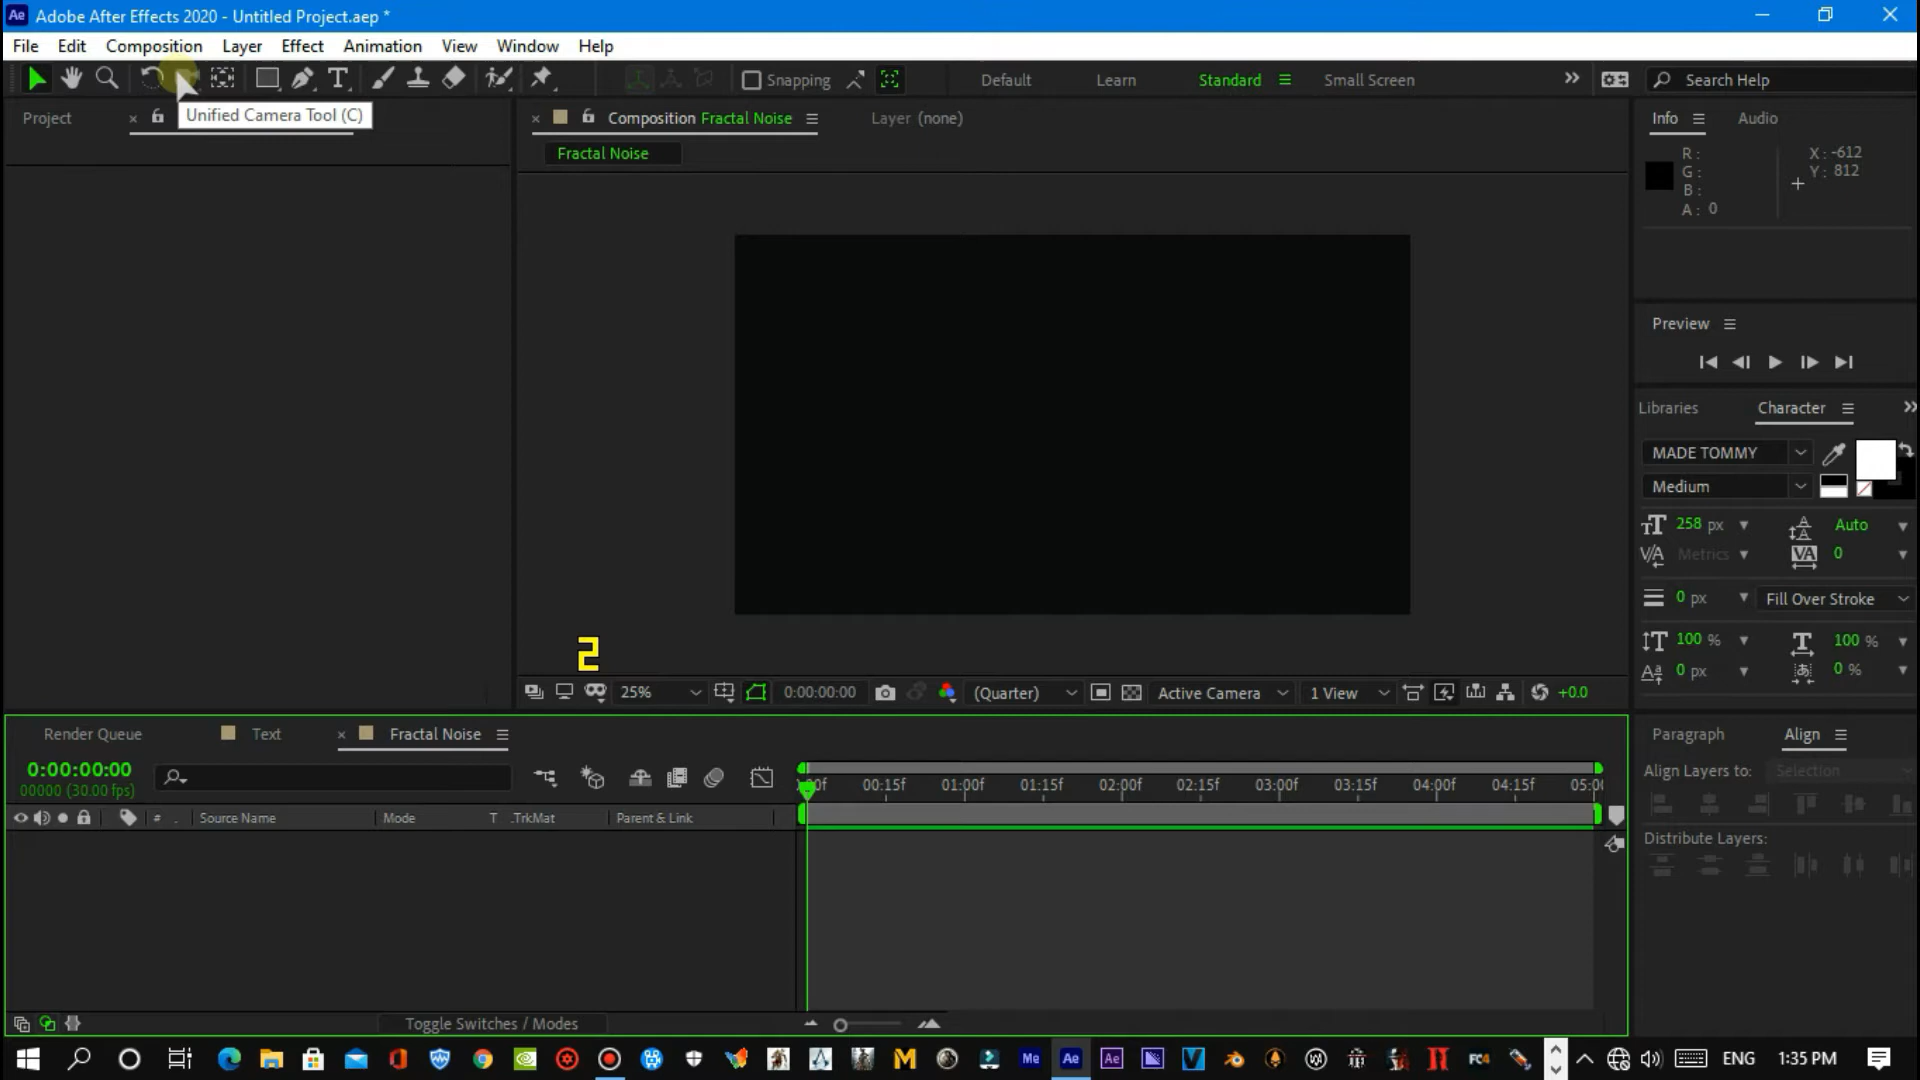 Ae Adobe After Effects 2020 - Untitled Project.aep *
File Edit Composition Layer Effect Animation View Window Help
T Snapping Default Learn Standard Small Screen Search Help
Unified Camera Tool (C)
Project
Composition Fractal Noise Layer (none)
Fractal Noise
Info Audio
R :
G :
B :
A : 0
X : -612
Y : 812
Preview
Libraries Character
MADE TOMMY
Medium
258 px Auto
Metrics 0
0 px Fill Over Stroke
100 % 100 %
0 px 0 %
2
25% 0:00:00:00 (Quarter) Active Camera 1 View +0.0
Render Queue Text Fractal Noise
0:00:00:00
00000 (30.00 fps)
00f 00:15f 01:00f 01:15f 02:00f 02:15f 03:00f 03:15f 04:00f 04:15f
# Source Name Mode T .TrkMat Parent & Link
Toggle Switches / Modes
Paragraph Align
Align Layers to: Selection
Distribute Layers:
Me Ae Ae FC4 ENG 1:35 PM